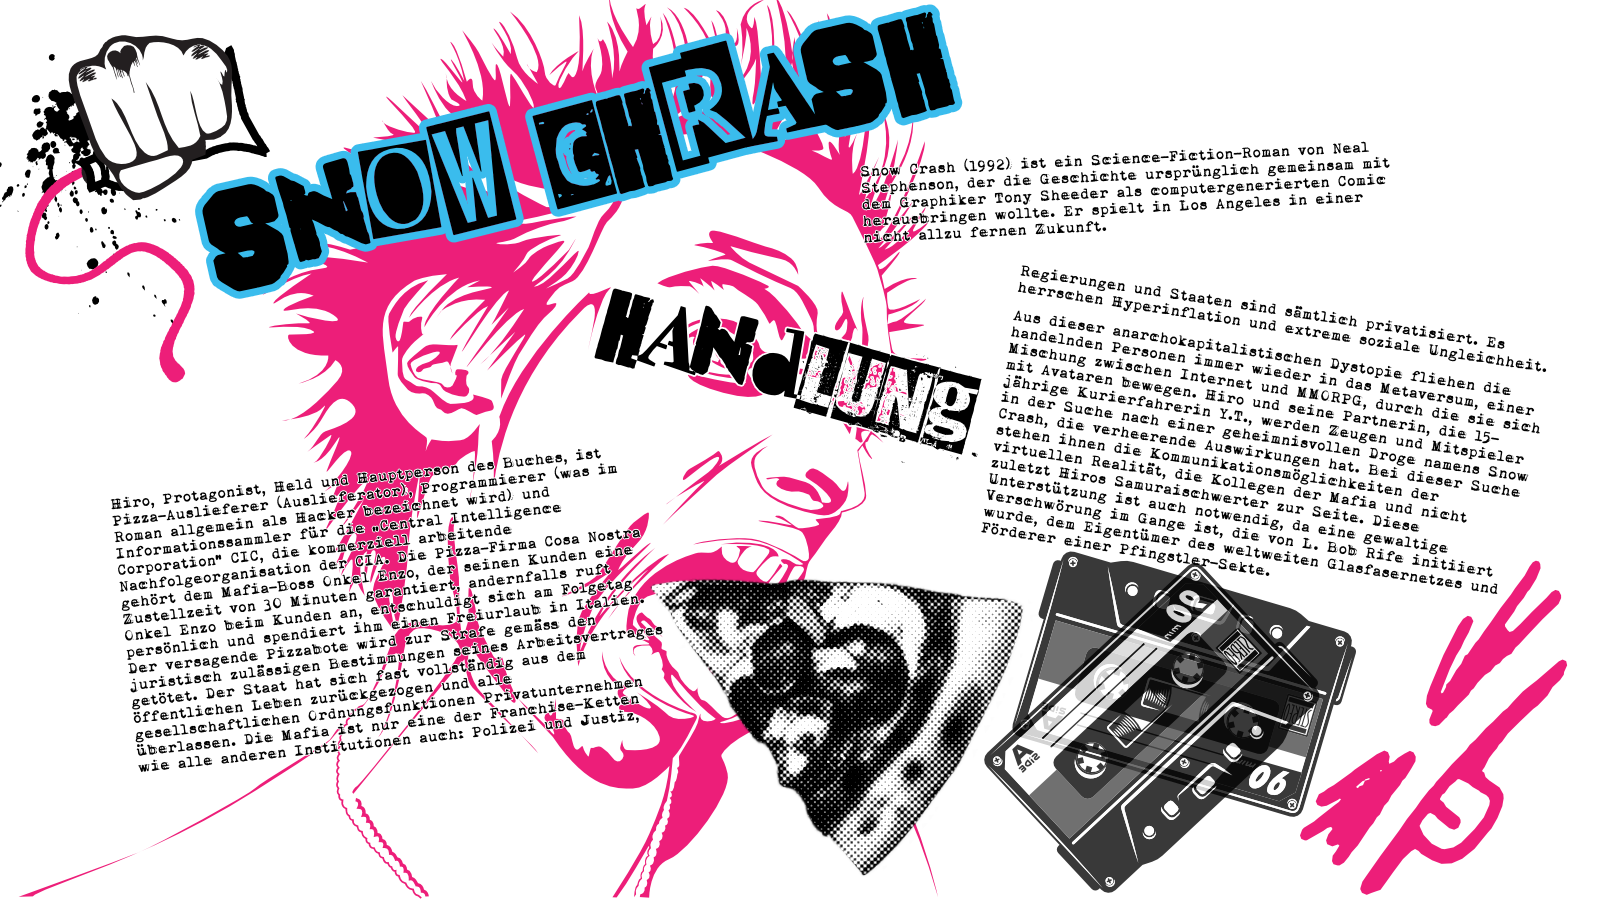 SNOW CHRASH
Snow Crash (1992) ist ein Science-Fiction-Roman von Neal
Stephenson, der die Geschichte ursprünglich gemeinsam mit
dem Graphiker Tony Sheeder als computergenerierten Comic
herausbringen wollte. Er spielt in Los Angeles in einer
nicht allzu fernen Zukunft.
HANdLUNg
Hiro, Protagonist, Held und Hauptperson des Buches, ist
Pizza-Auslieferer (Auslieferator), Programmierer (was im
Roman allgemein als Hacker bezeichnet wird) und
Informationssammler für die „Central Intelligence
Corporation" CIC, die kommerziell arbeitende
Nachfolgeorganisation der CIA. Die Pizza-Firma Cosa Nostra
gehört dem Mafia-Boss Onkel Enzo, der seinen Kunden eine
Zustellzeit von 30 Minuten garantiert, andernfalls ruft
Onkel Enzo beim Kunden an, entschuldigt sich am Folgetag
persönlich und spendiert ihm einen Freiurlaub in Italien.
Der versagende Pizzabote wird zur Strafe gemäss den
juristisch zulässigen Bestimmungen seines Arbeitsvertrages
getötet. Der Staat hat sich fast vollständig aus dem
öffentlichen Leben zurückgezogen und alle
gesellschaftlichen Ordnungsfunktionen Privatunternehmen
überlassen. Die Mafia ist nur eine der Franchise-Ketten
wie alle anderen Institutionen auch: Polizei und Justiz,
Regierungen und Staaten sind sämtlich privatisiert. Es
herrschen Hyperinflation und extreme soziale Ungleichheit.
Aus dieser anarchokapitalistischen Dystopie fliehen die
handelnden Personen immer wieder in das Metaversum, einer
Mischung zwischen Internet und MMORPG, durch die sie sich
mit Avataren bewegen. Hiro und seine Partnerin, die 15-
jährige Kurierfahrerin Y.T., werden Zeugen und Mitspieler
in der Suche nach einer geheimnisvollen Droge namens Snow
Crash, die verheerende Auswirkungen hat. Bei dieser Suche
stehen ihnen die Kommunikationsmöglichkeiten der
virtuellen Realität, die Kollegen der Mafia und nicht
zuletzt Hiros Samuraischwerter zur Seite. Diese
Unterstützung ist auch notwendig, da eine gewaltige
Verschwörung im Gange ist, die von L. Bob Rife initiiert
wurde, dem Eigentümer des weltweiten Glasfasernetzes und
Förderer einer Pfingstler-Sekte.
90
min
A
SIDE
90